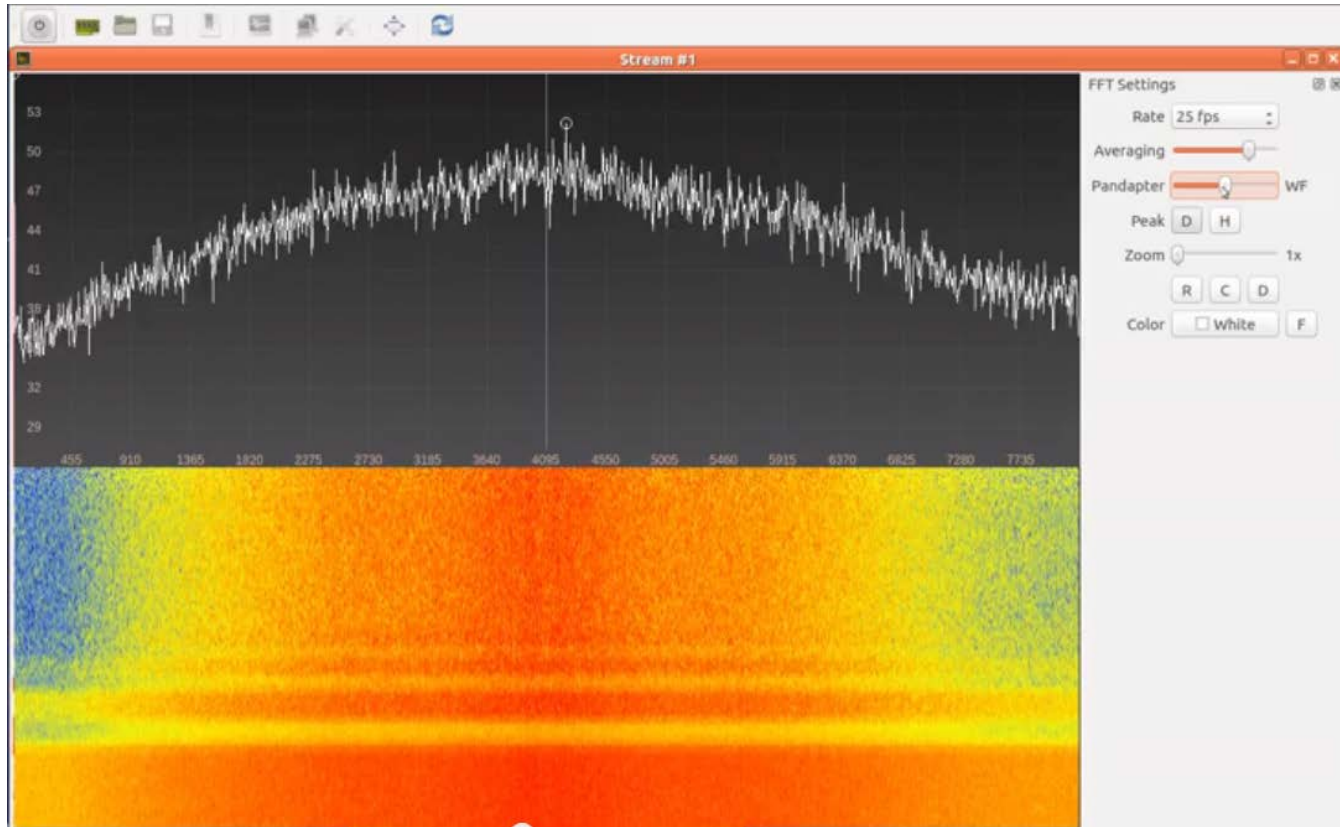 Stream #1
53
50
47
44
41
38
32
29
455 910 1365 1820 2275 2730 3185 3640 4095 4550 5005 5460 5915 6370 6825 7280 7735
FFT Settings
Rate 25 fps
Averaging
Pandapter WF
Peak D H
Zoom 1x
R C D
Color White F